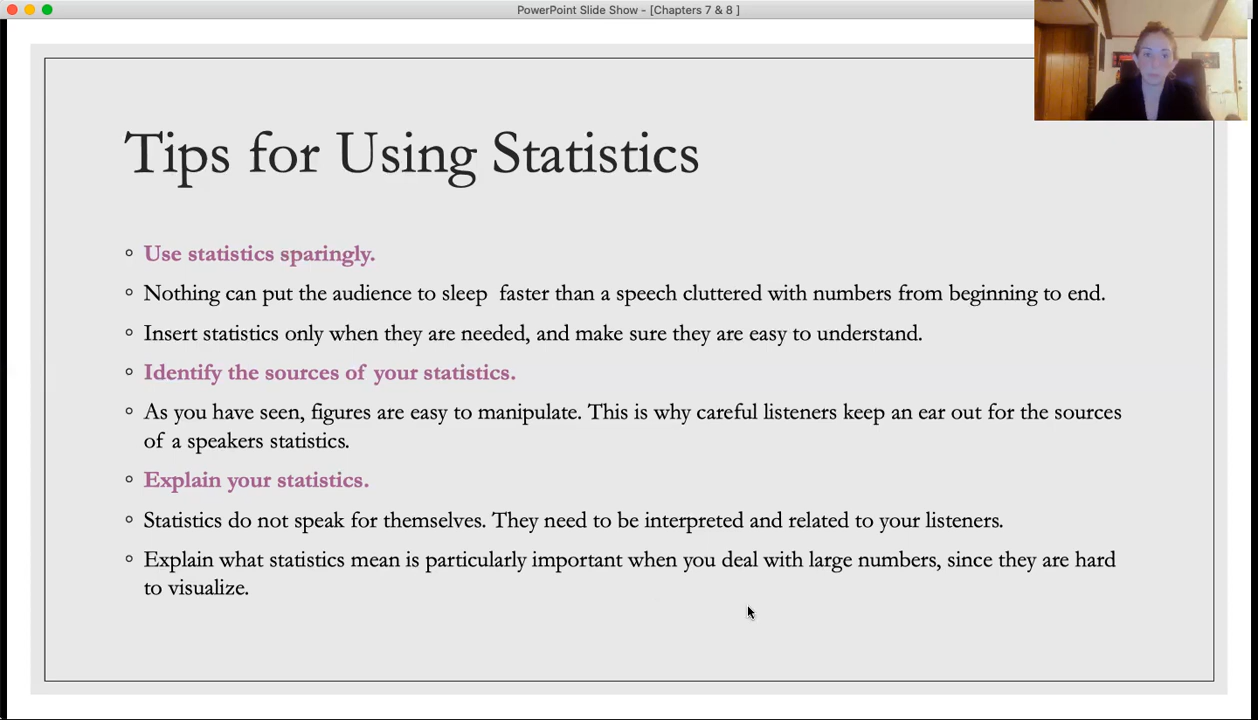 PowerPoint Slide Show - [Chapters 7 & 8 ]
Tips for Using Statistics
Use statistics sparingly.
Nothing can put the audience to sleep  faster than a speech cluttered with numbers from beginning to end.
Insert statistics only when they are needed, and make sure they are easy to understand.
Identify the sources of your statistics.
As you have seen, figures are easy to manipulate. This is why careful listeners keep an ear out for the sources
of a speakers statistics.
Explain your statistics.
Statistics do not speak for themselves. They need to be interpreted and related to your listeners.
Explain what statistics mean is particularly important when you deal with large numbers, since they are hard
to visualize.